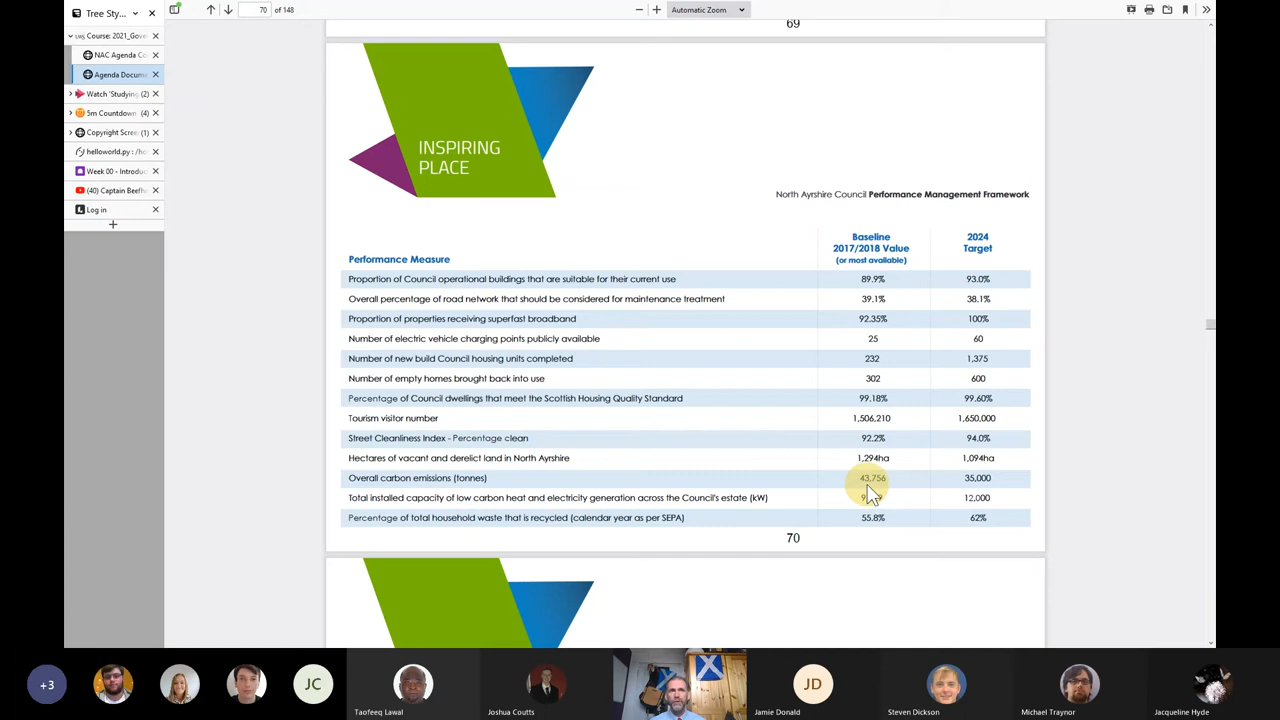 Tree Sty...
70 of 148
Automatic Zoom
Course: 2021_Gove
NAC Agenda Co
Agenda Docume
Watch 'Studying (2)
5m Countdown (4)
Copyright Scree (1)
helloworld.py : /ho
Week 00 - Introduc
(40) Captain Beefhe
Log in
69
INSPIRING
PLACE
North Ayrshire Council Performance Management Framework
Performance Measure
Baseline
2017/2018 Value
(or most available)
2024
Target
Proportion of Council operational buildings that are suitable for their current use 89.9% 93.0%
Overall percentage of road network that should be considered for maintenance treatment 39.1% 38.1%
Proportion of properties receiving superfast broadband 92.35% 100%
Number of electric vehicle charging points publicly available 25 60
Number of new build Council housing units completed 232 1,375
Number of empty homes brought back into use 302 600
Percentage of Council dwellings that meet the Scottish Housing Quality Standard 99.18% 99.60%
Tourism visitor number 1,506,210 1,650,000
Street Cleanliness Index - Percentage clean 92.2% 94.0%
Hectares of vacant and derelict land in North Ayrshire 1,294ha 1,094ha
Overall carbon emissions (tonnes) 43,756 35,000
Total installed capacity of low carbon heat and electricity generation across the Council's estate (kW) 12,000
Percentage of total household waste that is recycled (calendar year as per SEPA) 55.8% 62%
70
+3
JC
Taofeeq Lawal
Joshua Coutts
JD
Jamie Donald
Steven Dickson
Michael Traynor
Jacqueline Hyde